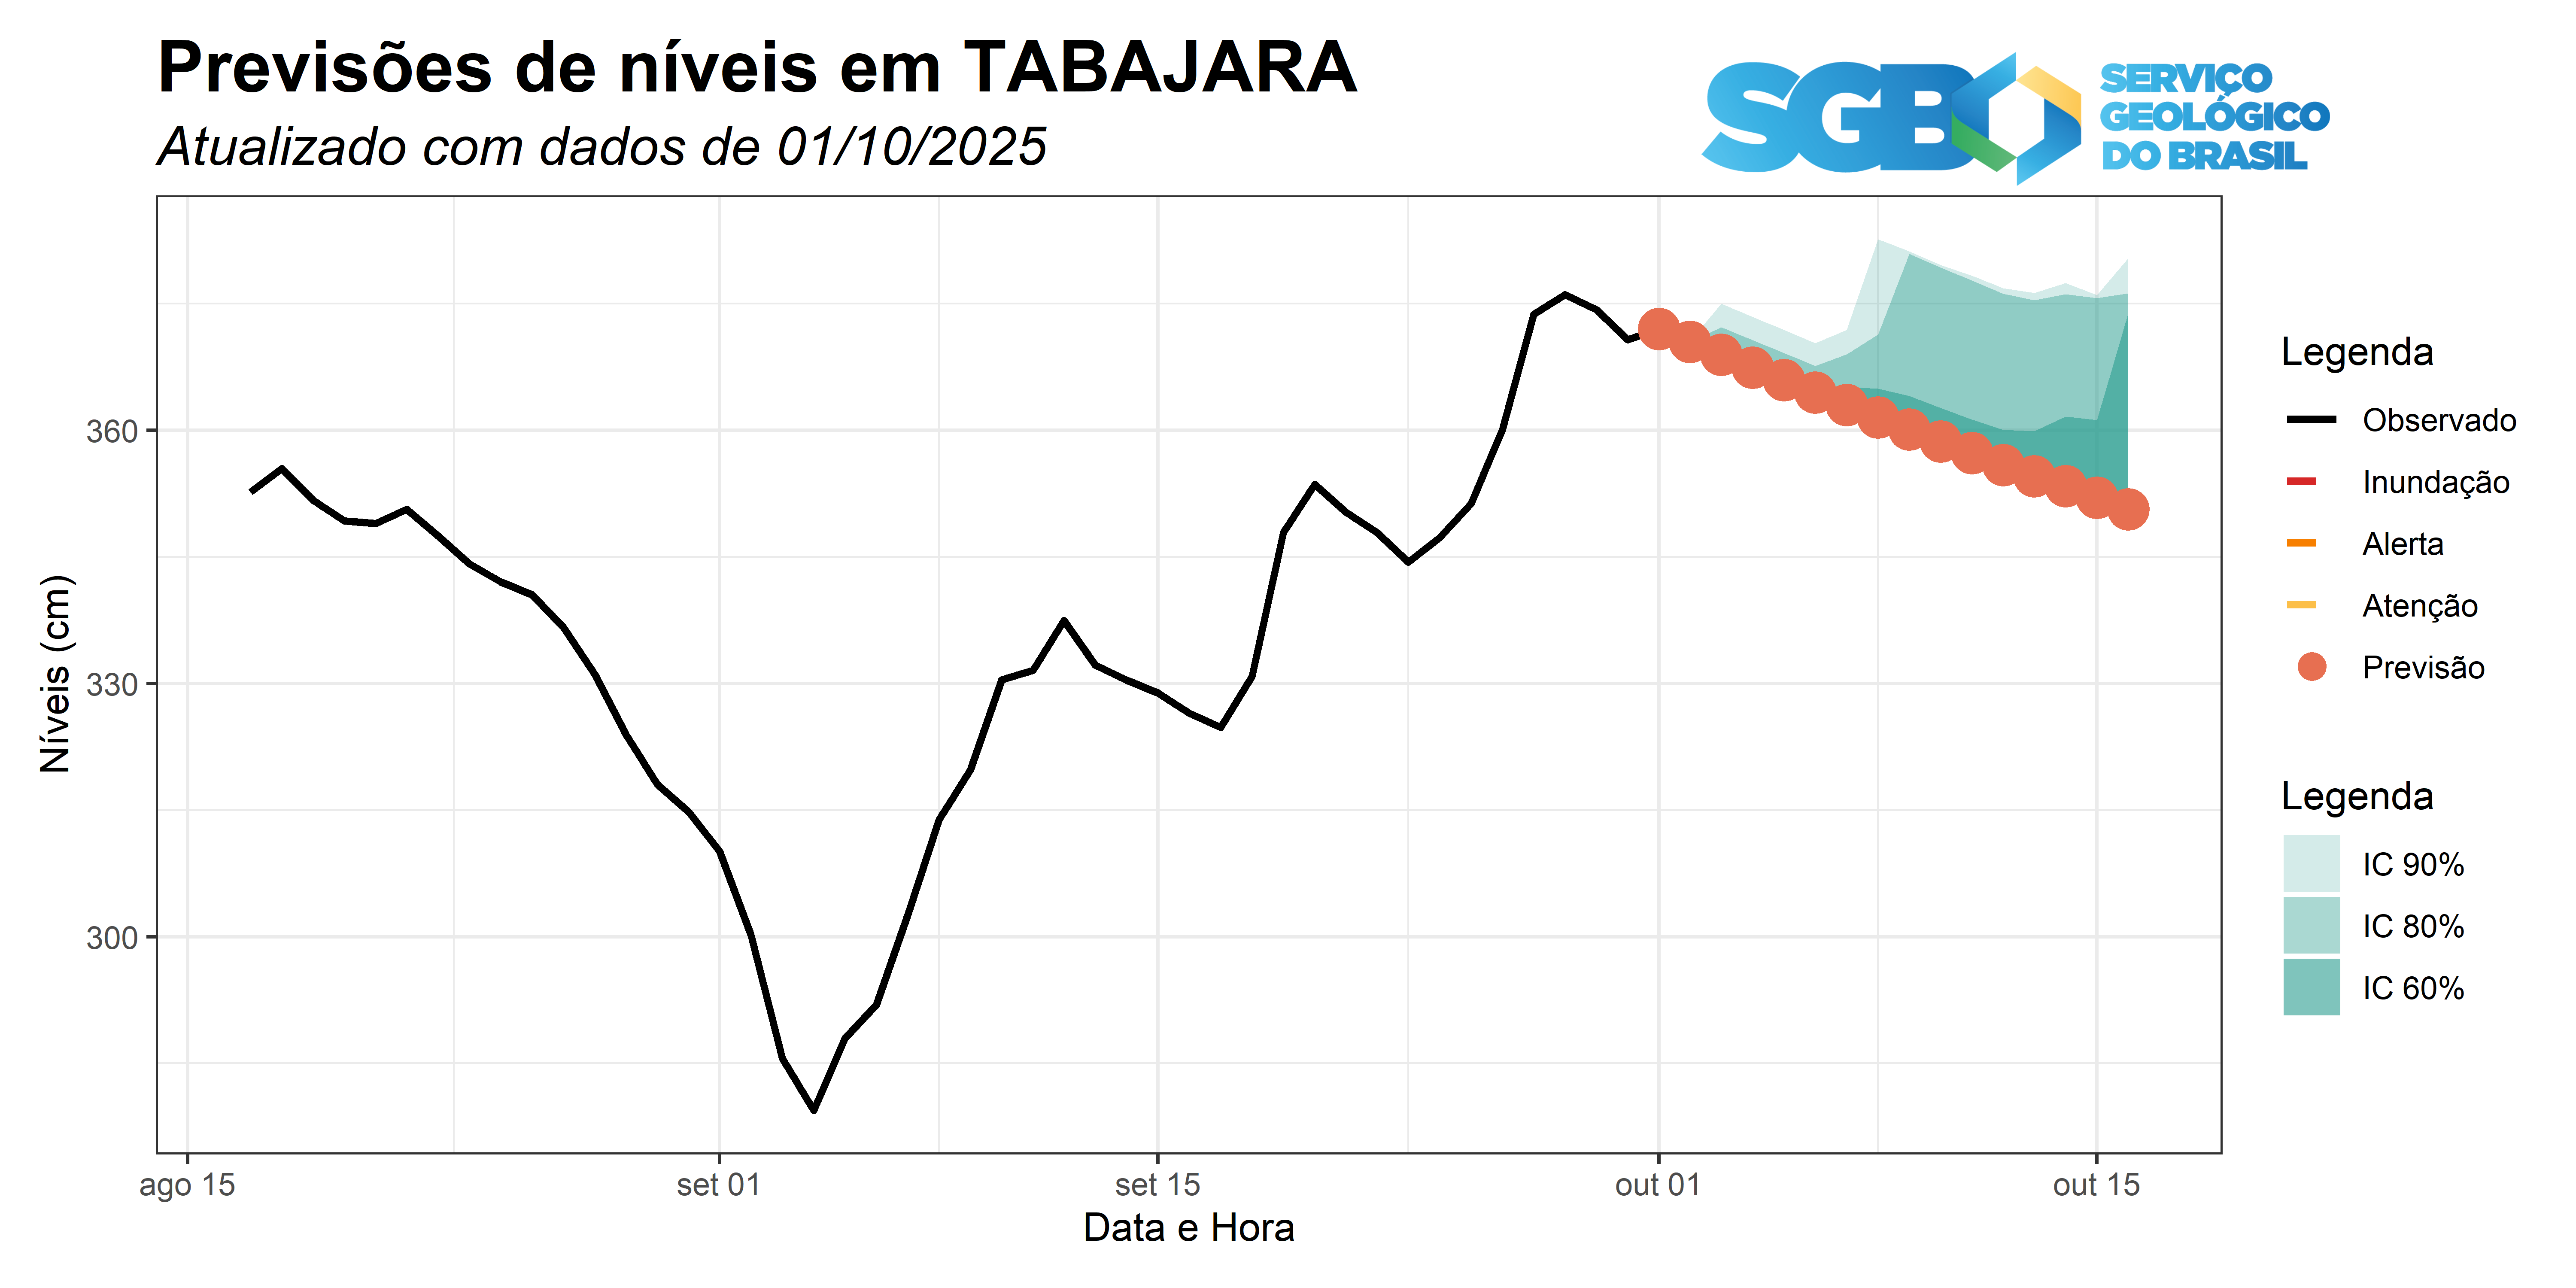 Previsões de níveis em TABAJARA
Atualizado com dados de 01/10/2025
SGB
SERVIÇO
GEOLÓGICO
DO BRASIL
Níveis (cm)
360
330
300
ago 15
set 01
set 15
out 01
out 15
Data e Hora
Legenda
Observado
Inundação
Alerta
Atenção
Previsão
Legenda
IC 90%
IC 80%
IC 60%